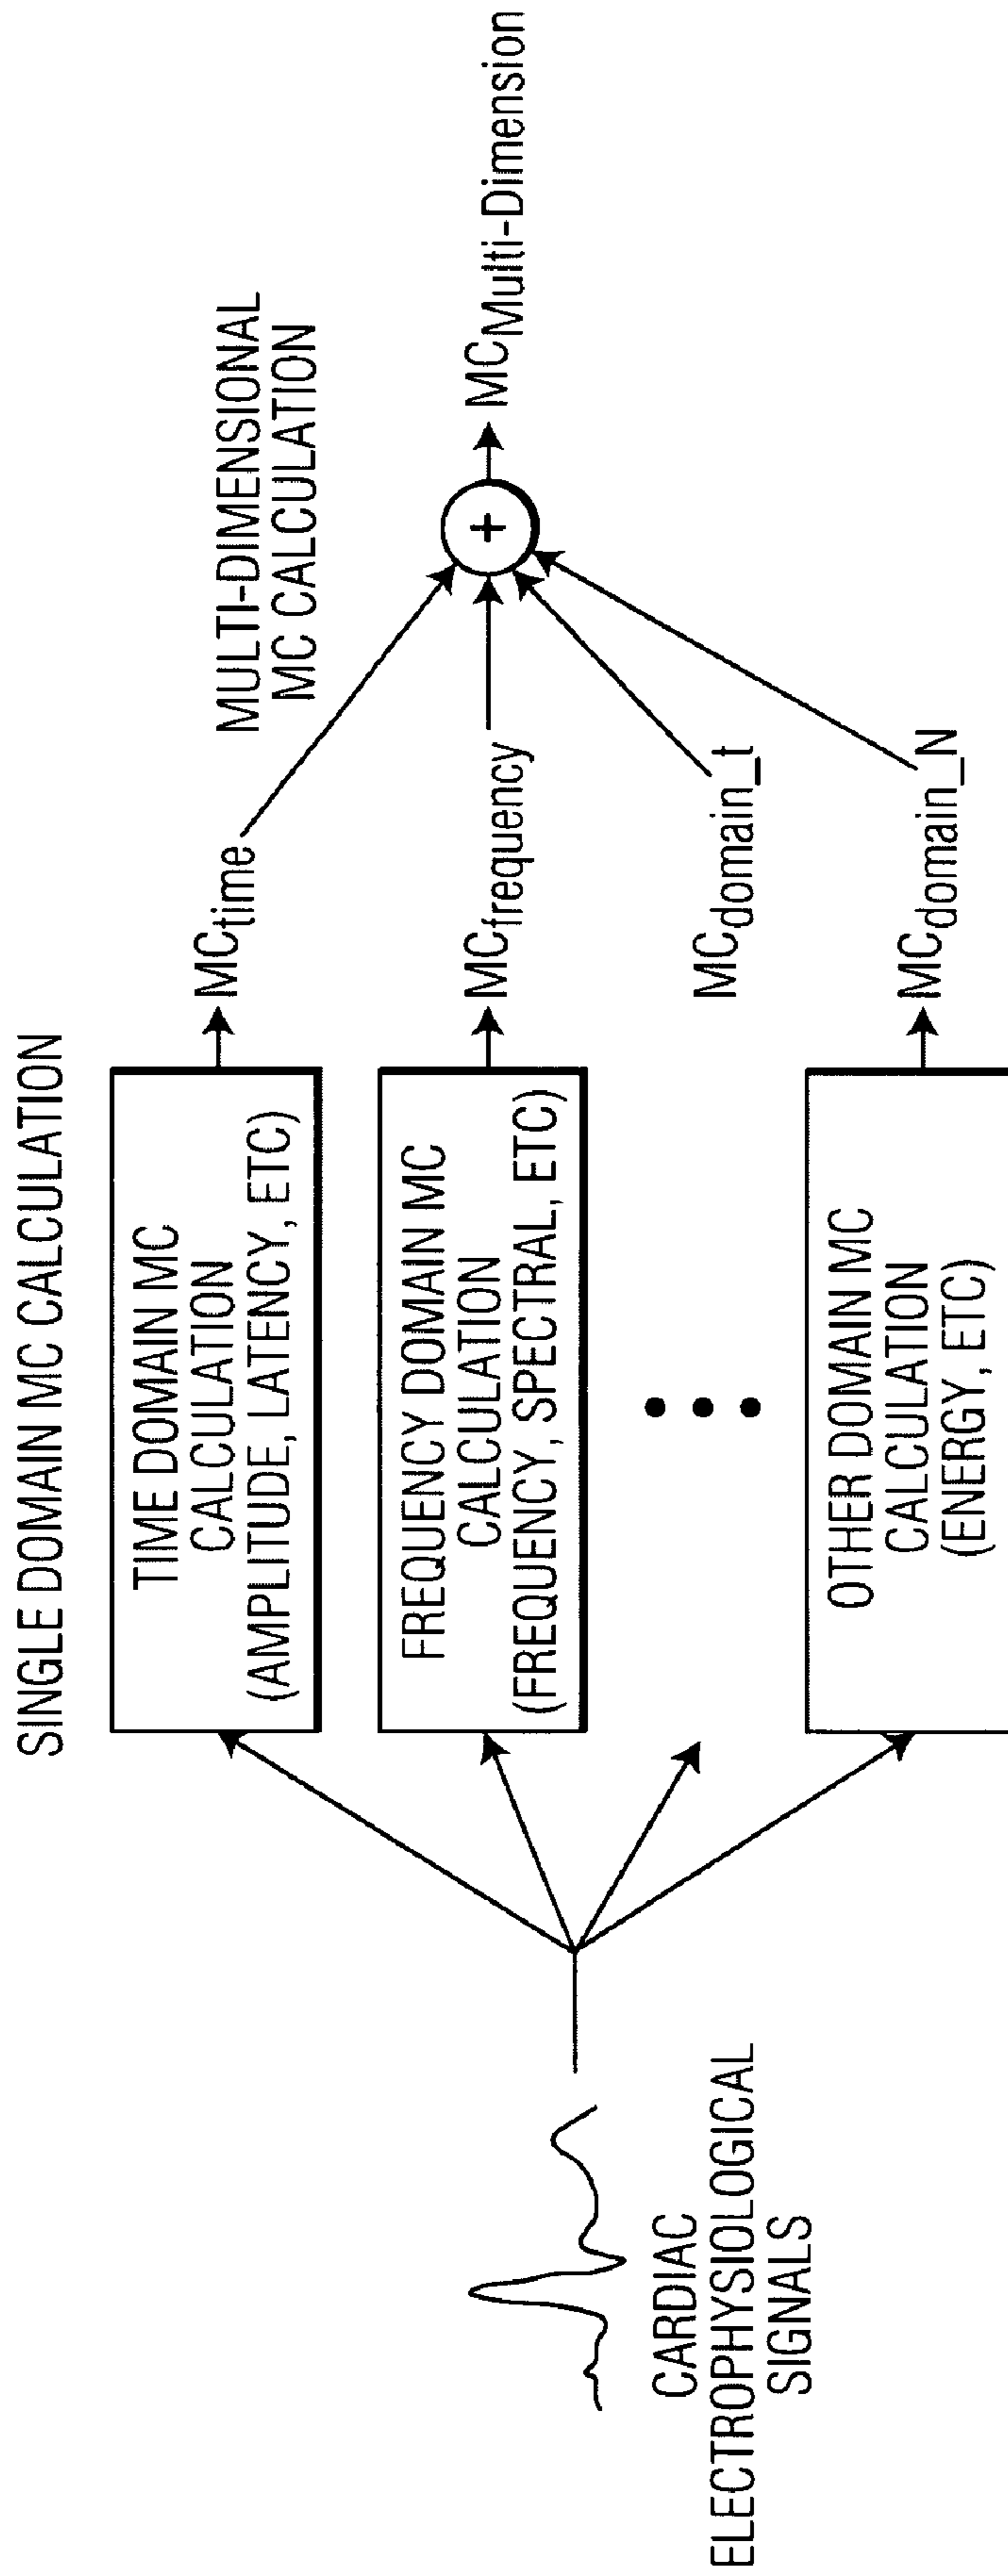 SINGLE DOMAIN MC CALCULATION
CARDIAC
ELECTROPHYSIOLOGICAL
SIGNALS
TIME DOMAIN MC
CALCULATION
(AMPLITUDE, LATENCY, ETC)
FREQUENCY DOMAIN MC
CALCULATION
(FREQUENCY, SPECTRAL, ETC)
OTHER DOMAIN MC
CALCULATION
(ENERGY, ETC)
MCtime
MCfrequency
MCdomain_t
MCdomain_N
MULTI-DIMENSIONAL
MC CALCULATION
+
MCMulti-Dimension